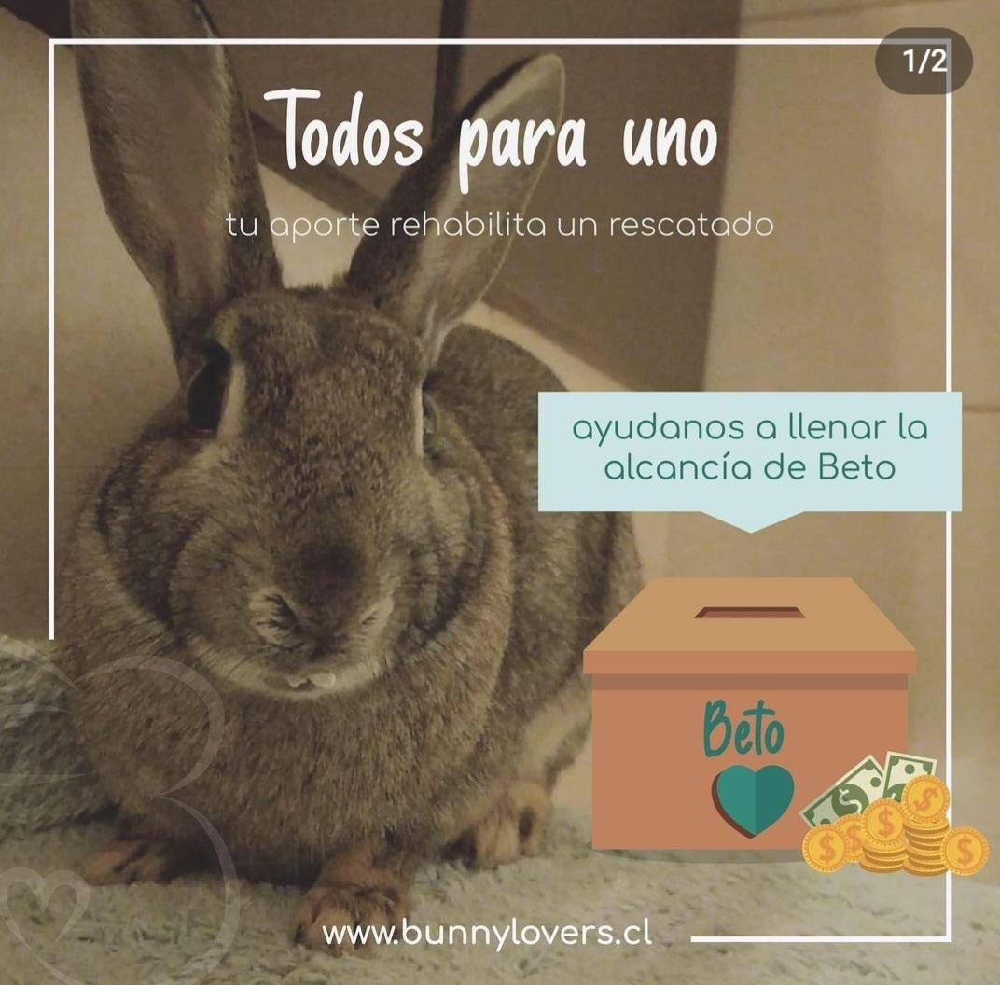 1/2
Todos para uno
tu aporte rehabilita un rescatado
ayudanos a llenar la
alcancía de Beto
Beto
$
$
$
$
$
$
www.bunnylovers.cl